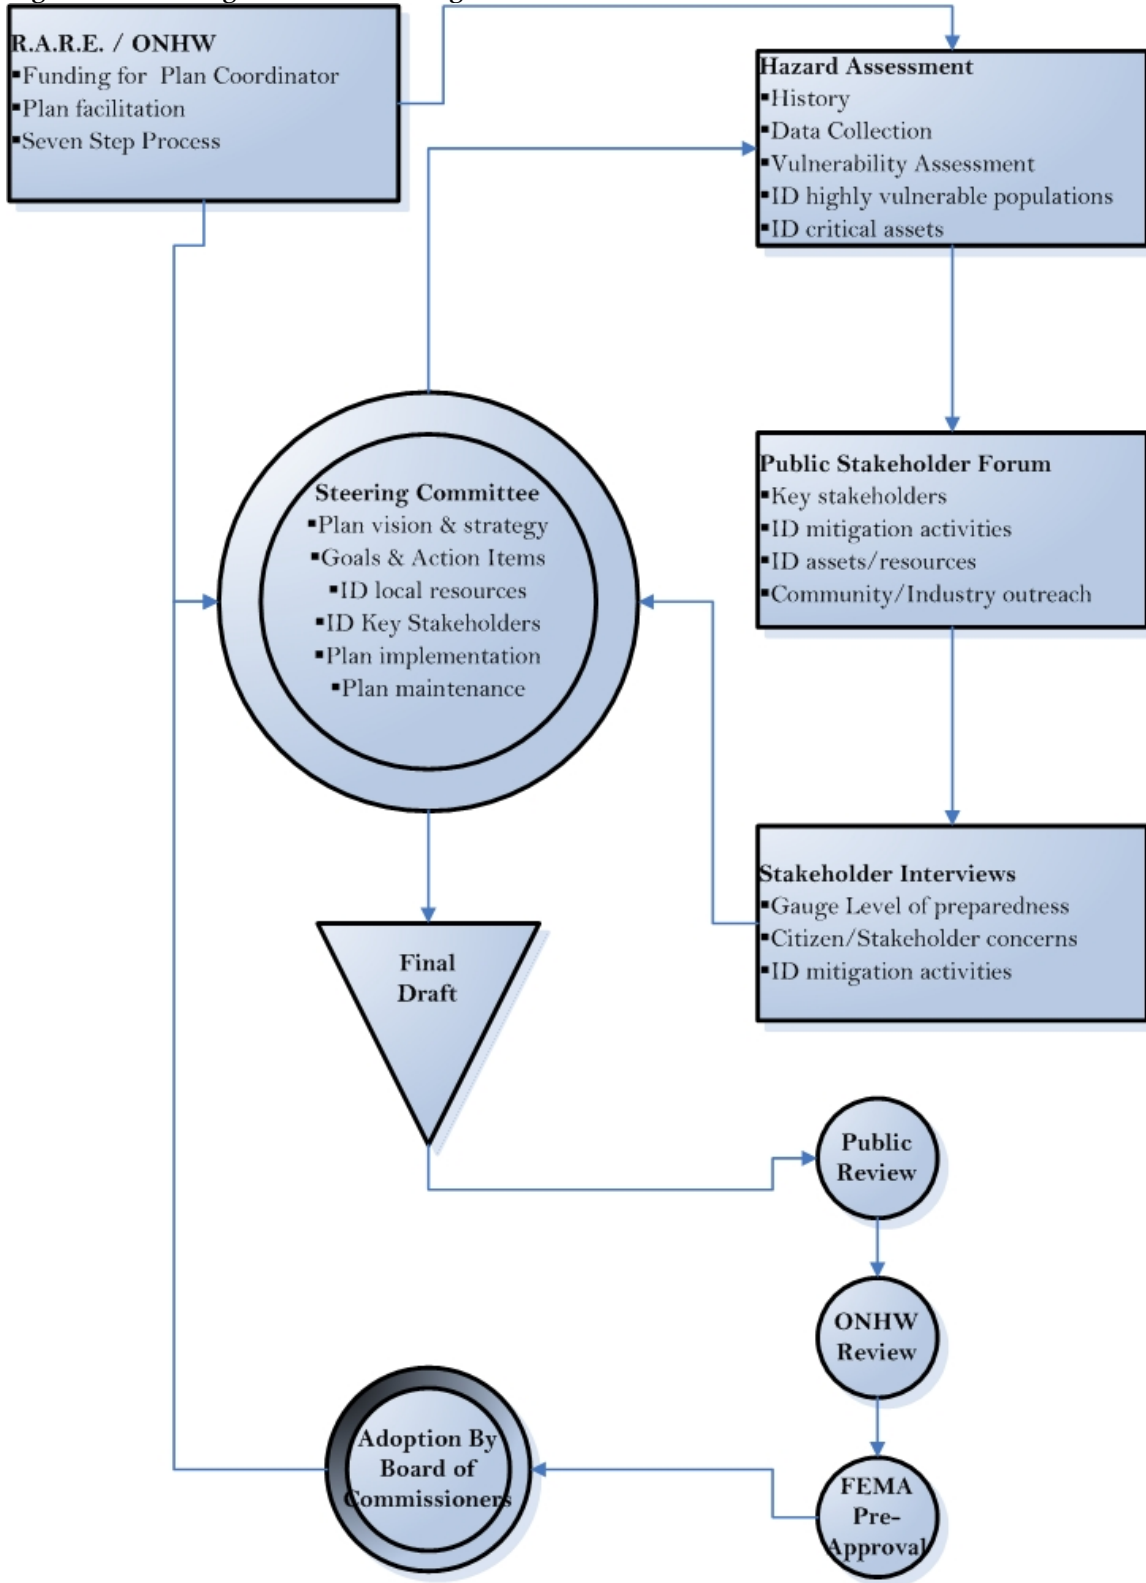 R.A.R.E. / ONHW
▪Funding for Plan Coordinator
▪Plan facilitation
▪Seven Step Process
Hazard Assessment
▪History
▪Data Collection
▪Vulnerability Assessment
▪ID highly vulnerable populations
▪ID critical assets
Steering Committee
▪Plan vision & strategy
▪Goals & Action Items
▪ID local resources
▪ID Key Stakeholders
▪Plan implementation
▪Plan maintenance
Public Stakeholder Forum
▪Key stakeholders
▪ID mitigation activities
▪ID assets/resources
▪Community/Industry outreach
Stakeholder Interviews
▪Gauge Level of preparedness
▪Citizen/Stakeholder concerns
▪ID mitigation activities
Final
Draft
Public
Review
ONHW
Review
FEMA
Pre-
Approval
Adoption By
Board of
Commissioners